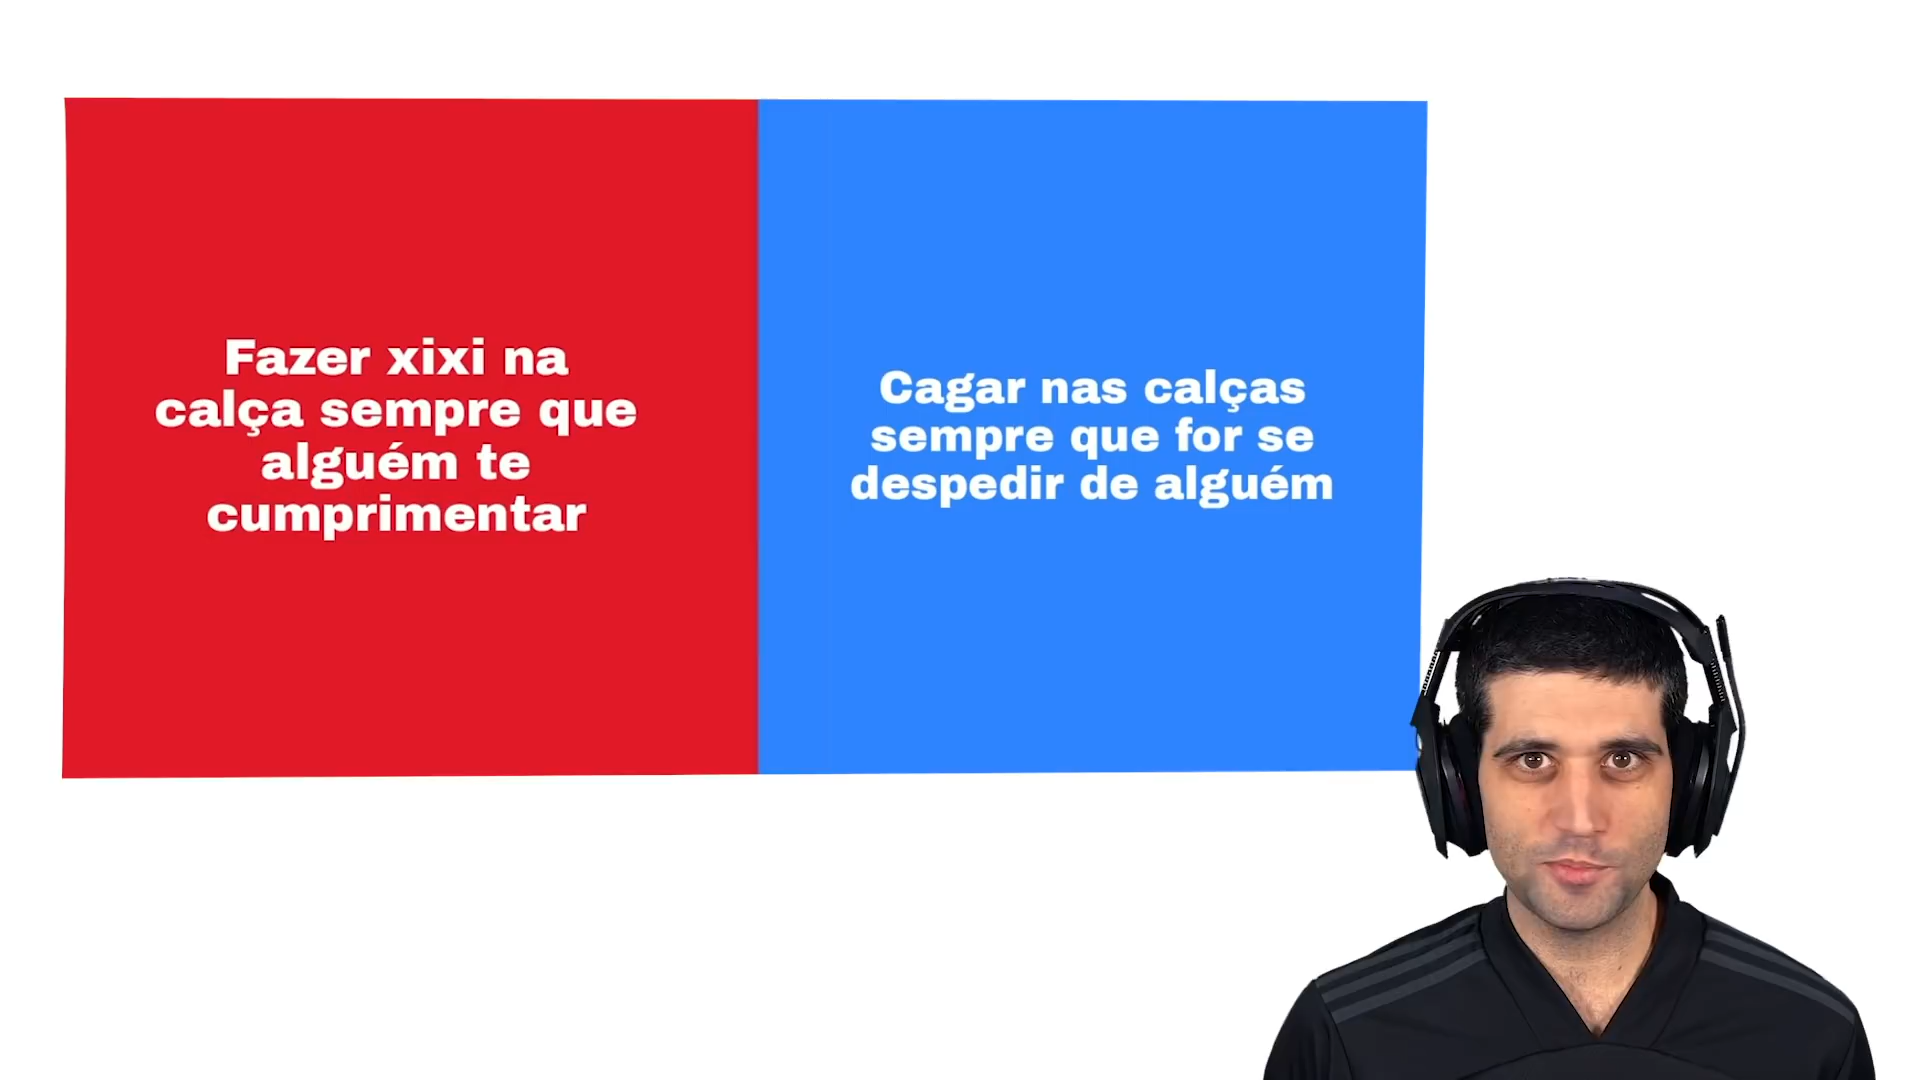 Fazer xixi na
calça sempre que
alguém te
cumprimentar
Cagar nas calças
sempre que for se
despedir de alguém